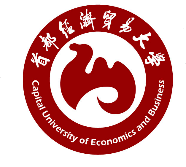 首都经济贸易大学
Capital University of Economics and Business